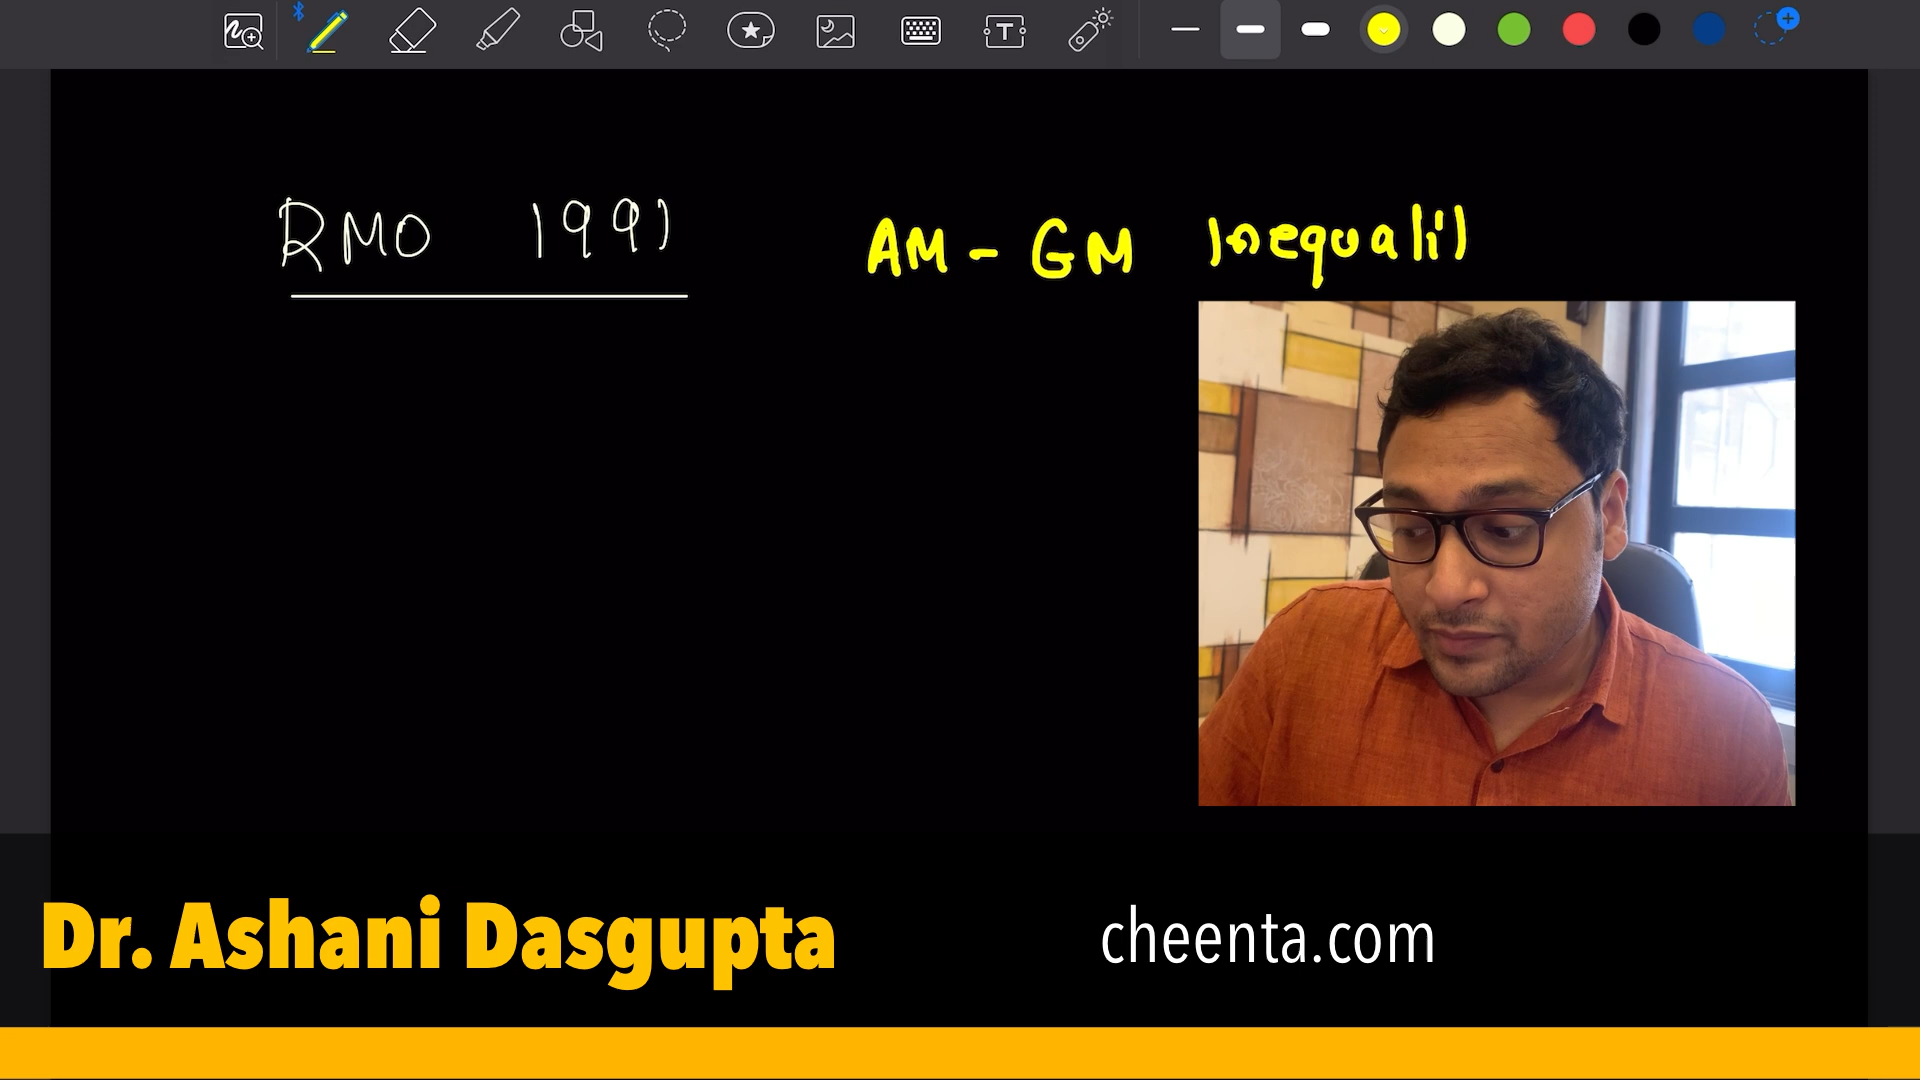 RMO 1991
AM - GM Inequalit
Dr. Ashani Dasgupta
cheenta.com